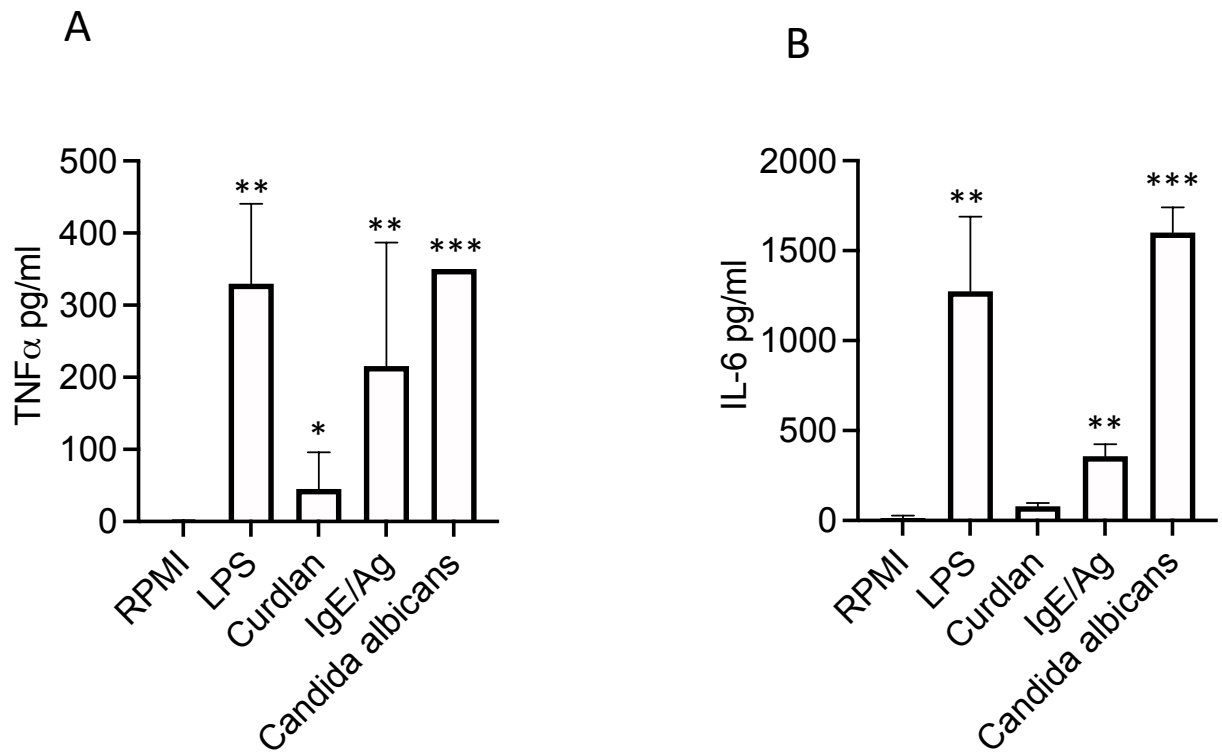 A
500
400
300
200
100
0
TNFα pg/ml
**
*
**
***
RPMI
LPS
Curdlan
IgE/Ag
Candida albicans
B
2000
1500
1000
500
0
IL-6 pg/ml
**
**
***
RPMI
LPS
Curdlan
IgE/Ag
Candida albicans